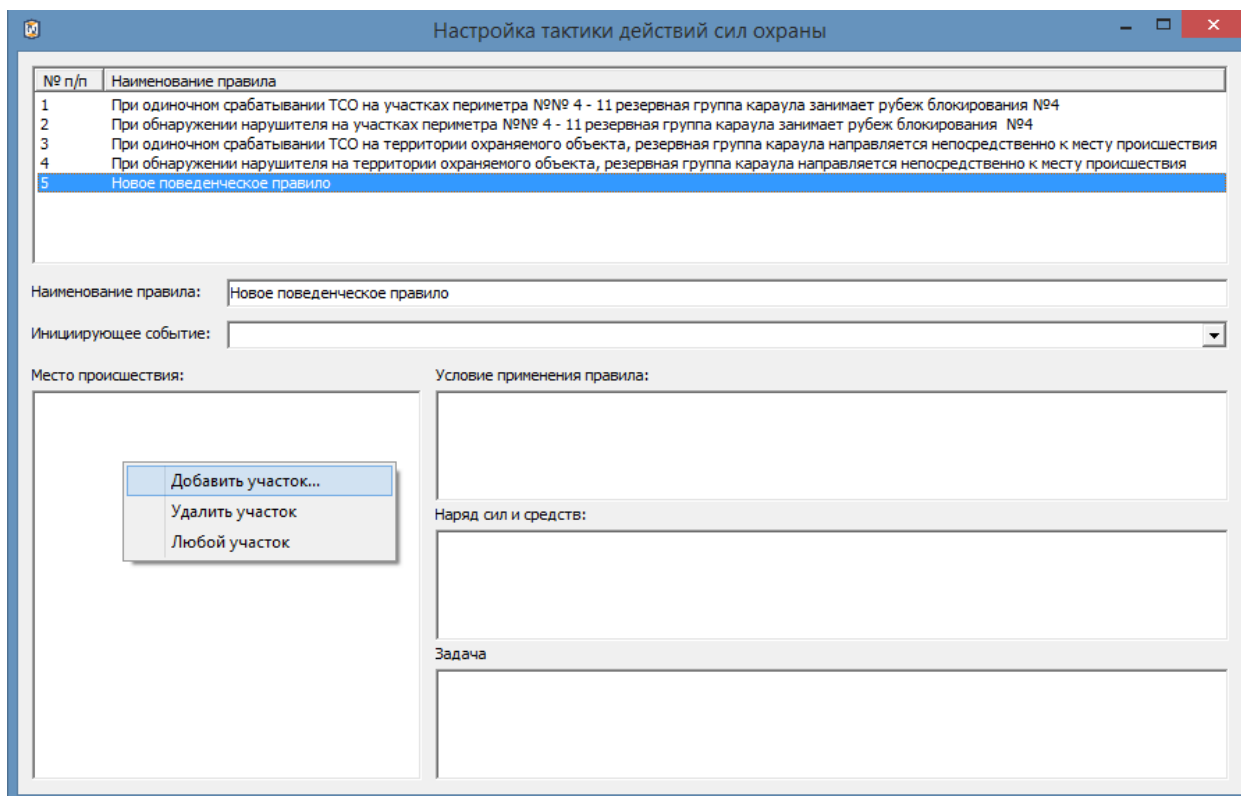 Настройка тактики действий сил охраны
№ п/п Наименование правила
1 При одиночном срабатывании ТСО на участках периметра №№ 4 - 11 резервная группа караула занимает рубеж блокирования №4
2 При обнаружении нарушителя на участках периметра №№ 4 - 11 резервная группа караула занимает рубеж блокирования №4
3 При одиночном срабатывании ТСО на территории охраняемого объекта, резервная группа караула направляется непосредственно к месту происшествия
4 При обнаружении нарушителя на территории охраняемого объекта, резервная группа караула направляется непосредственно к месту происшествия
5 Новое поведенческое правило
Наименование правила: Новое поведенческое правило
Инициирующее событие:
Место происшествия: Условие применения правила:
Добавить участок...
Удалить участок
Любой участок
Наряд сил и средств:
Задача